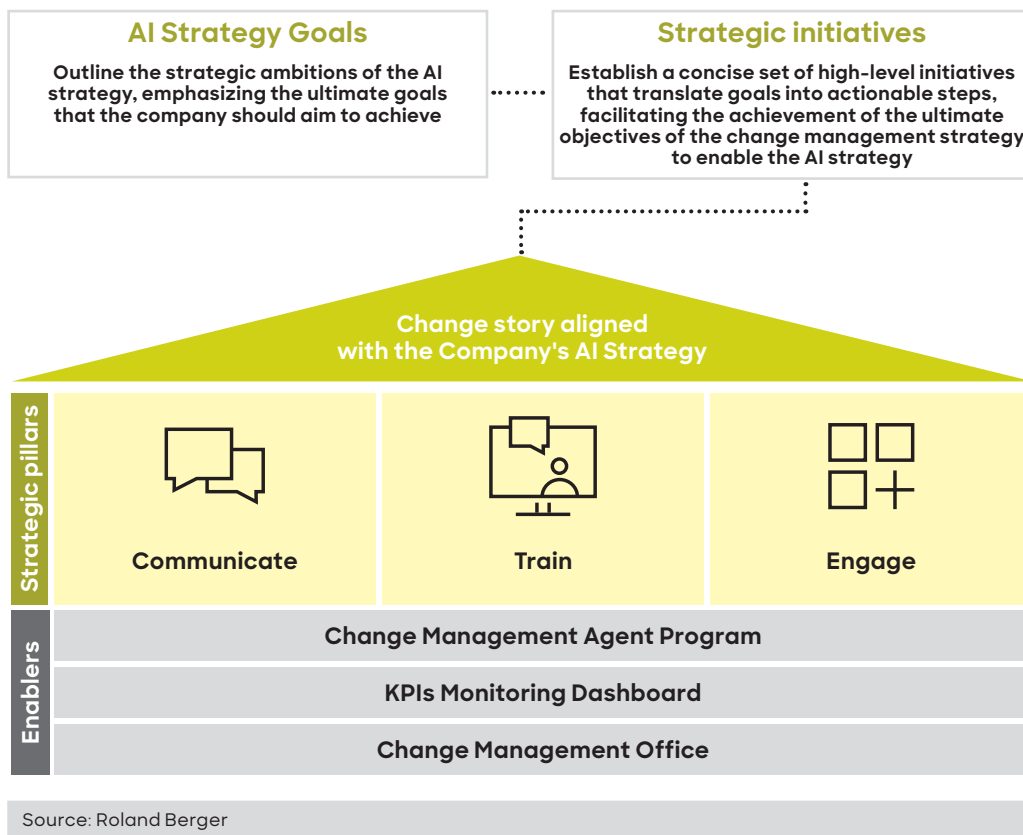 AI Strategy Goals
Outline the strategic ambitions of the AI
strategy, emphasizing the ultimate goals
that the company should aim to achieve
Strategic initiatives
Establish a concise set of high-level initiatives
that translate goals into actionable steps,
facilitating the achievement of the ultimate
objectives of the change management strategy
to enable the AI strategy
Change story aligned
with the Company's AI Strategy
Strategic pillars
Communicate
Train
Engage
Enablers
Change Management Agent Program
KPIs Monitoring Dashboard
Change Management Office
Source: Roland Berger